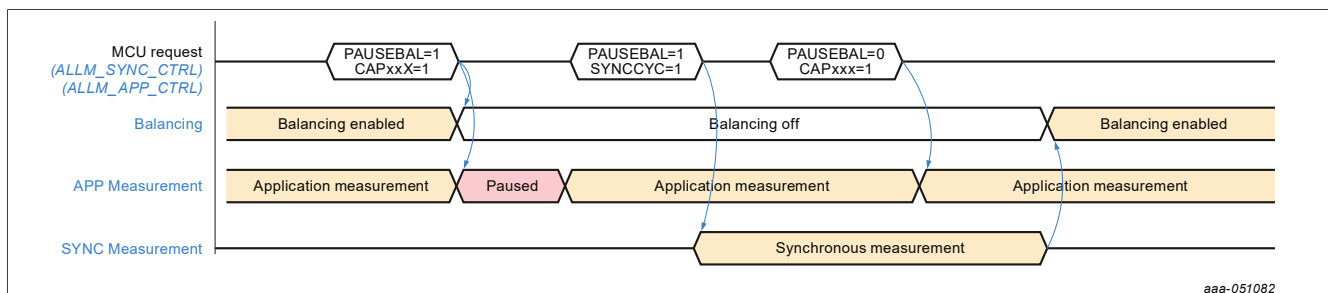 MCU request
(ALLM_SYNC_CTRL)
(ALLM_APP_CTRL)
PAUSEBAL=1
CAPxxX=1
PAUSEBAL=1
SYNCCYC=1
PAUSEBAL=0
CAPxxx=1
Balancing
Balancing enabled
Balancing off
Balancing enabled
APP Measurement
Application measurement
Paused
Application measurement
Application measurement
SYNC Measurement
Synchronous measurement
aaa-051082